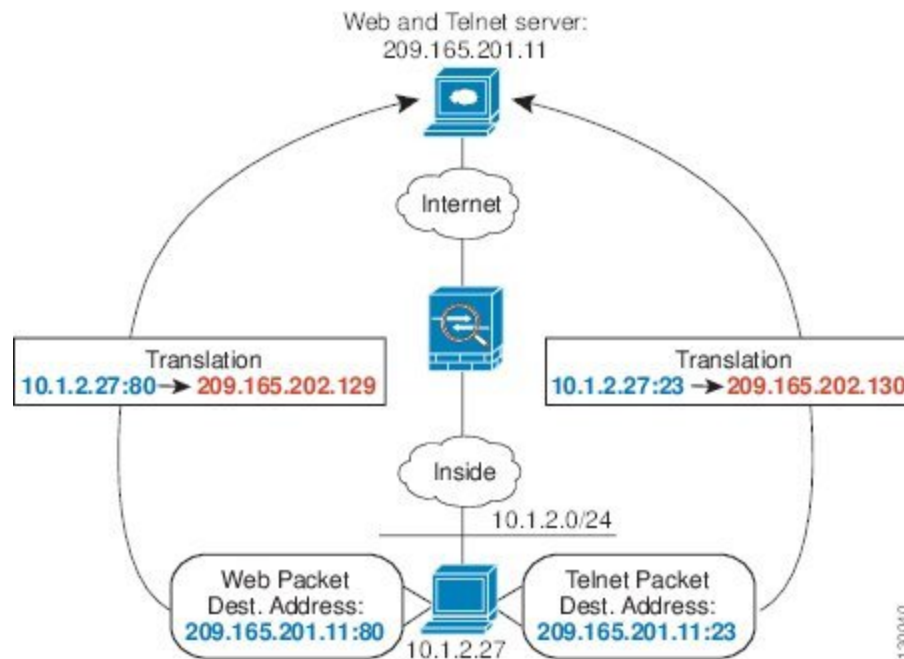 Web and Telnet server:
209.165.201.11
Internet
Translation
10.1.2.27:80 → 209.165.202.129
Translation
10.1.2.27:23 → 209.165.202.130
Inside
10.1.2.0/24
Web Packet
Dest. Address:
209.165.201.11:80
Telnet Packet
Dest. Address:
209.165.201.11:23
10.1.2.27